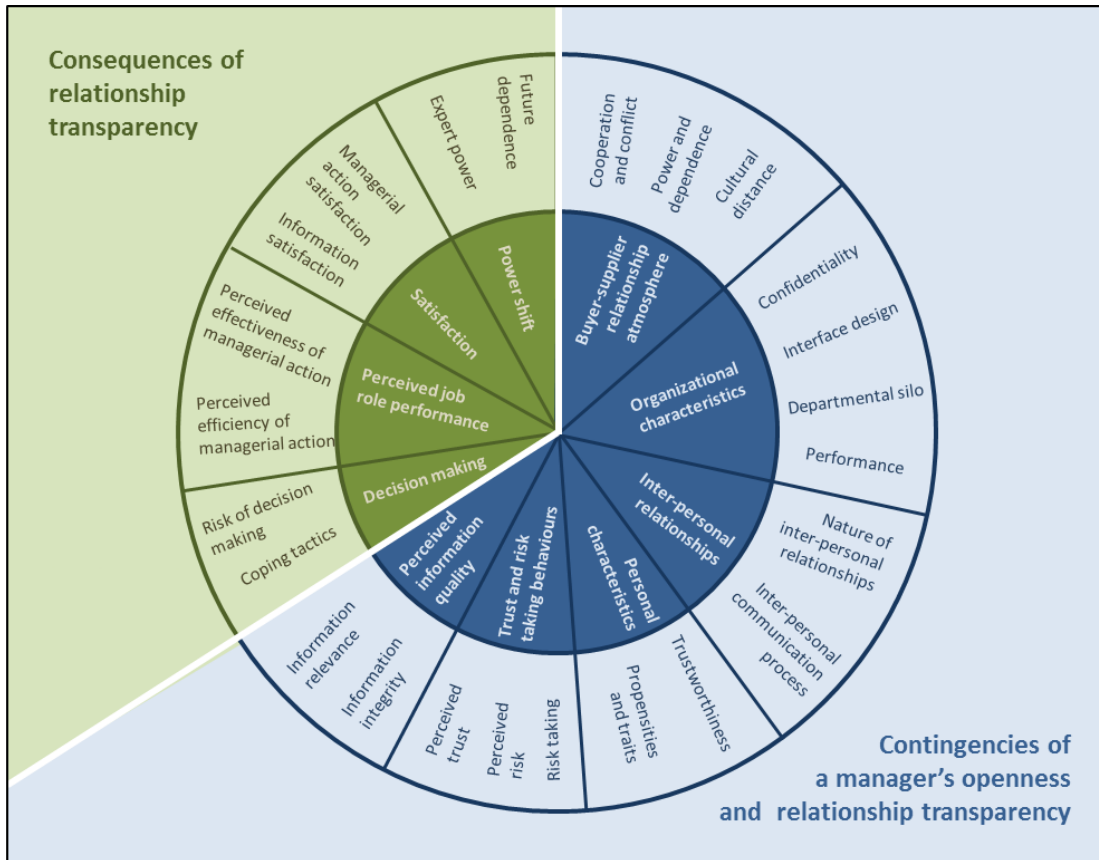 Consequences of
relationship
transparency
Future
dependence
Expert power
Managerial
action
satisfaction
Information
satisfaction
Perceived
effectiveness of
managerial action
Perceived
efficiency of
managerial action
Risk of decision
making
Coping tactics
Power shift
Satisfaction
Perceived job
role performance
Decision making
Cooperation
and conflict
Power and
dependence
Cultural
distance
Confidentiality
Interface design
Departmental silo
Performance
Nature of
inter-personal
relationships
Inter-personal
communication
process
Trustworthiness
Propensities
and traits
Risk taking
Perceived
risk
Perceived
trust
Information
integrity
Information
relevance
Buyer-supplier
relationship
atmosphere
Organizational
characteristics
Inter-personal
relationships
Personal
characteristics
Trust and risk
taking behaviours
Perceived
information
quality
Contingencies of
a manager’s openness
and relationship transparency